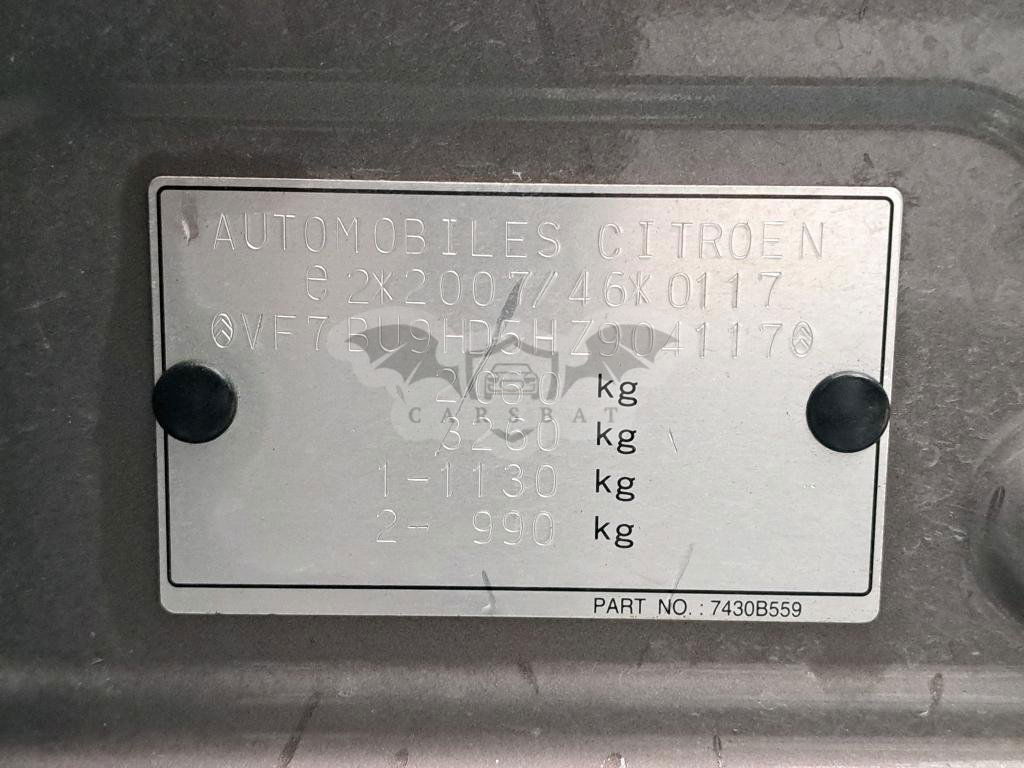 AUTOMOBILES CITROEN
e2*2007/46*0117
VF7BU9HD5HZ904117
2060 kg
CARSBAT
3260 kg
1-1130 kg
2- 990 kg
PART NO. : 7430B559